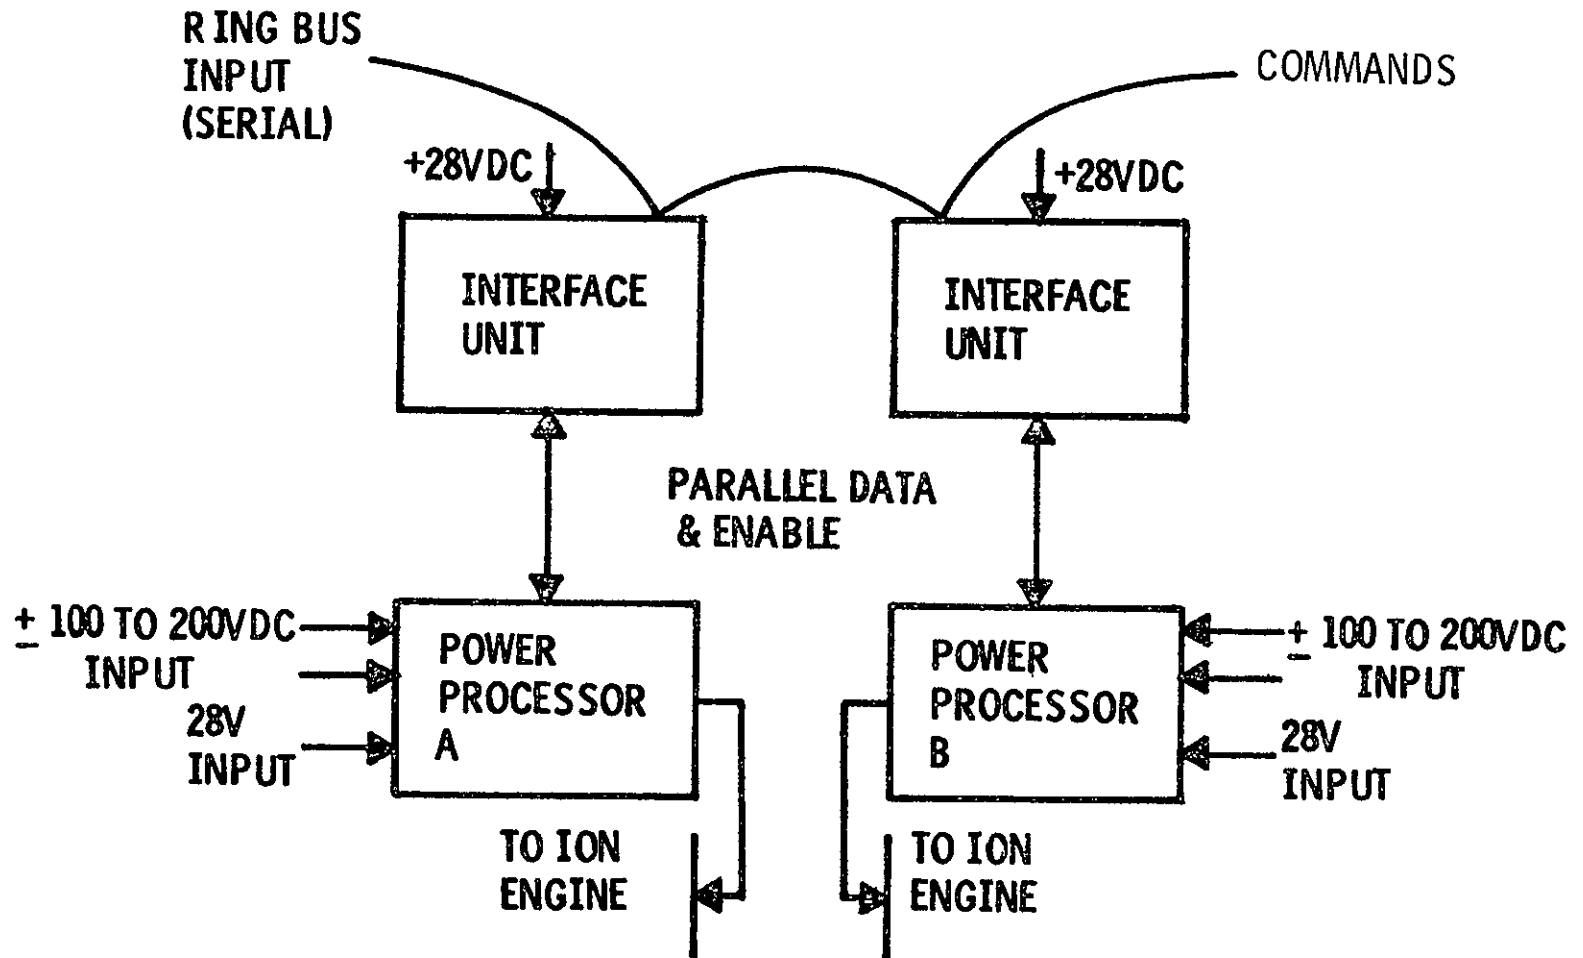 RING BUS
INPUT
(SERIAL)
COMMANDS
+28VDC
+28VDC
INTERFACE
UNIT
INTERFACE
UNIT
PARALLEL DATA
& ENABLE
± 100 TO 200VDC
INPUT
28V
INPUT
POWER
PROCESSOR
A
POWER
PROCESSOR
B
± 100 TO 200VDC
INPUT
28V
INPUT
TO ION
ENGINE
TO ION
ENGINE